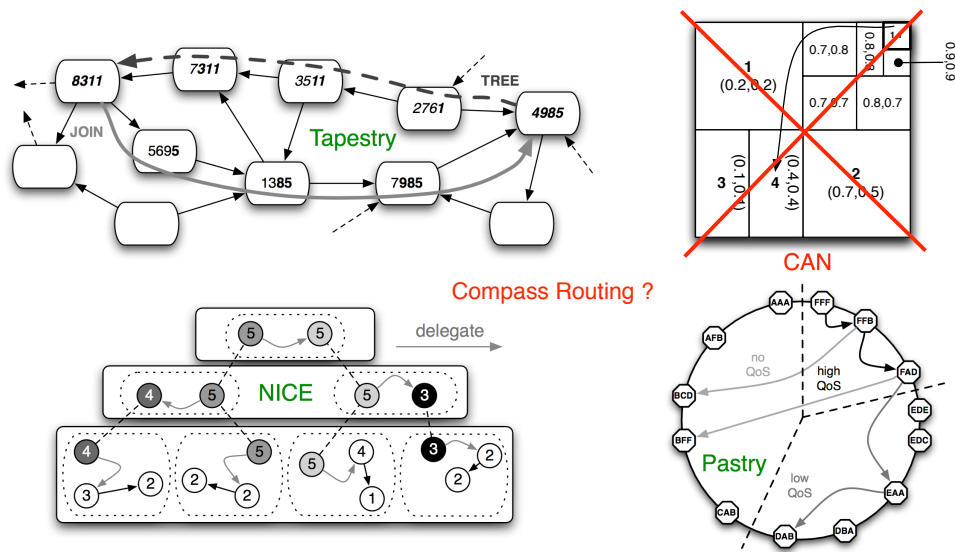 8311
7311
3511
2761
TREE
4985
JOIN
Tapestry
5695
1385
7985
1
(0.2,0.2)
0.7,0.8
0.9,0.9
0.7,0.7
0.8,0.7
3
(0.1,0.4)
4
(0.4,0.4)
2
(0.7,0.5)
CAN
Compass Routing ?
5
5
delegate
4
5
NICE
5
3
4
3
2
5
2
2
5
4
1
3
2
2
AAA
FFF
FFB
AFB
no
QoS
high
QoS
FAD
BCD
EDE
BFF
EDC
Pastry
low
QoS
EAA
CAB
DAB
DBA